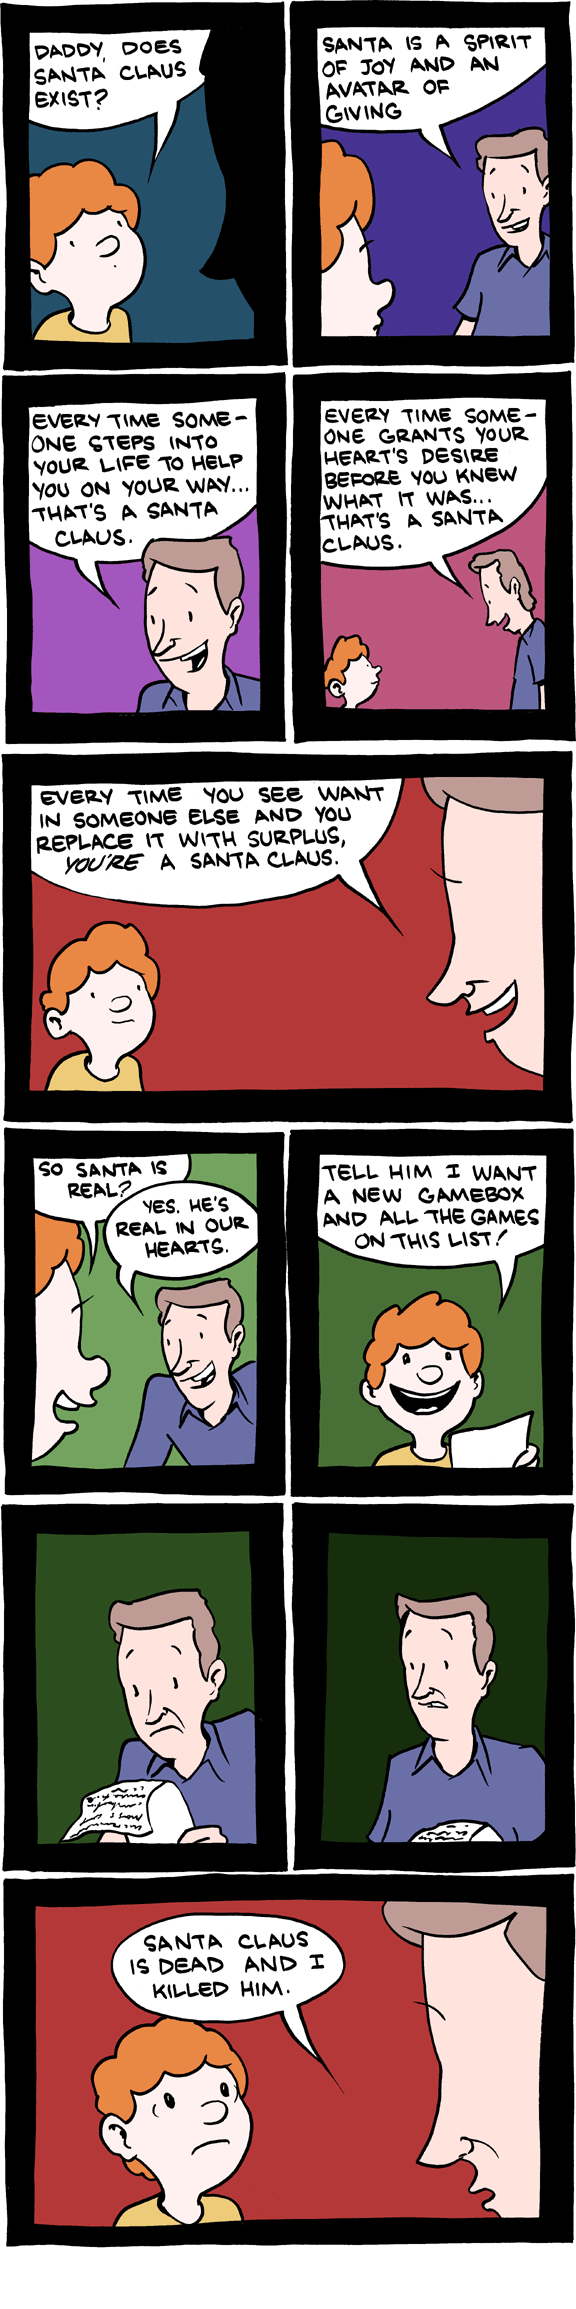 DADDY, DOES
SANTA CLAUS
EXIST?
SANTA IS A SPIRIT
OF JOY AND AN
AVATAR OF
GIVING
EVERY TIME SOME-
ONE STEPS INTO
YOUR LIFE TO HELP
YOU ON YOUR WAY...
THAT'S A SANTA
CLAUS.
EVERY TIME SOME-
ONE GRANTS YOUR
HEART'S DESIRE
BEFORE YOU KNEW
WHAT IT WAS...
THAT'S A SANTA
CLAUS.
EVERY TIME YOU SEE WANT
IN SOMEONE ELSE AND YOU
REPLACE IT WITH SURPLUS,
YOU'RE A SANTA CLAUS.
SO SANTA IS
REAL?
YES. HE'S
REAL IN OUR
HEARTS.
TELL HIM I WANT
A NEW GAMEBOX
AND ALL THE GAMES
ON THIS LIST!
SANTA CLAUS
IS DEAD AND I
KILLED HIM.